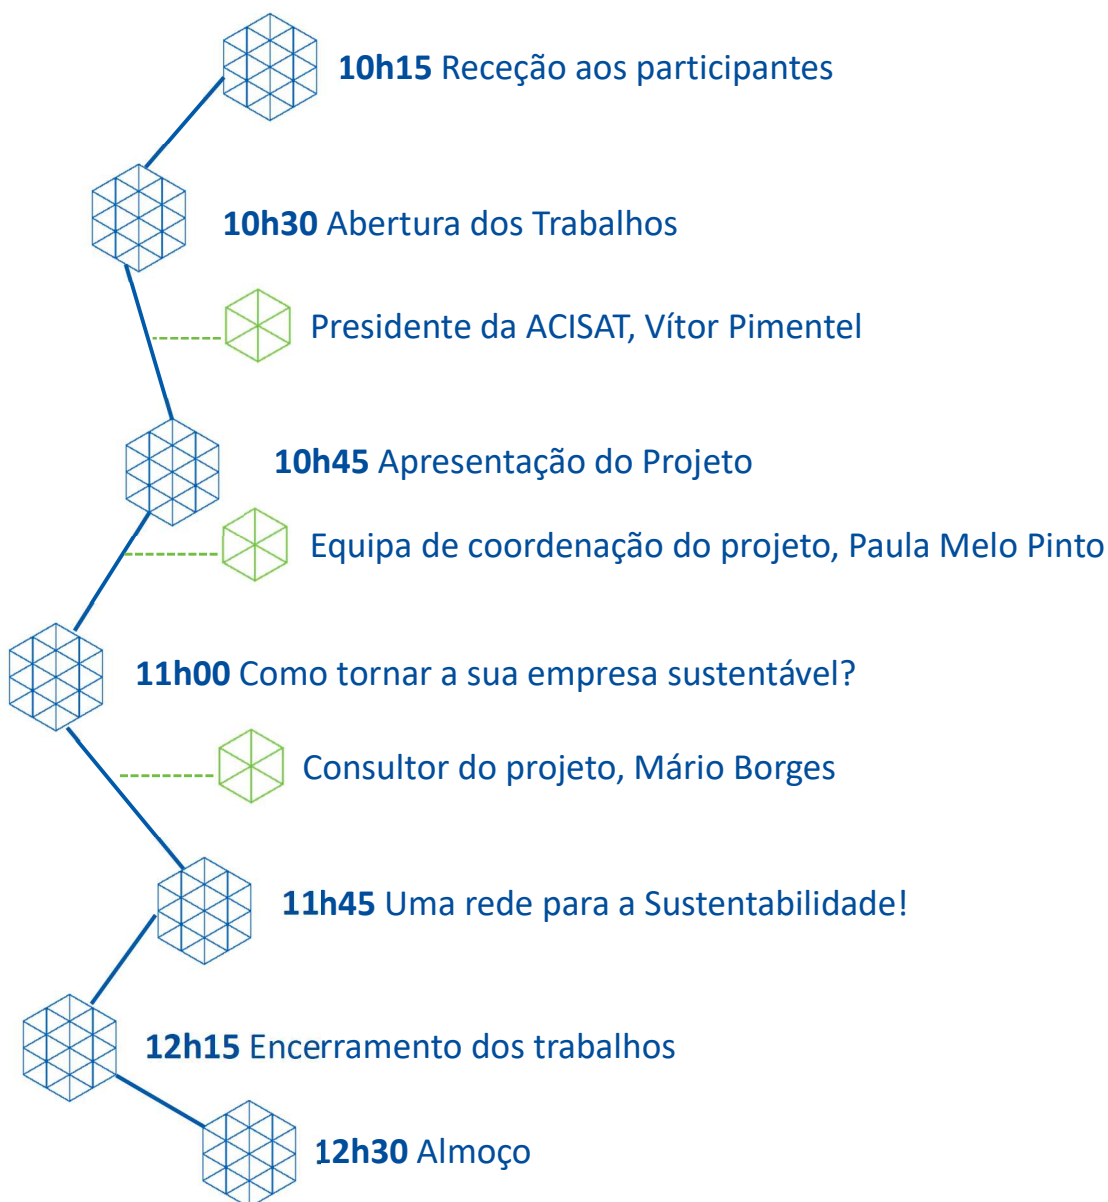 10h15 Receção aos participantes
10h30 Abertura dos Trabalhos
Presidente da ACISAT, Vítor Pimentel
10h45 Apresentação do Projeto
Equipa de coordenação do projeto, Paula Melo Pinto
11h00 Como tornar a sua empresa sustentável?
Consultor do projeto, Mário Borges
11h45 Uma rede para a Sustentabilidade!
12h15 Encerramento dos trabalhos
12h30 Almoço